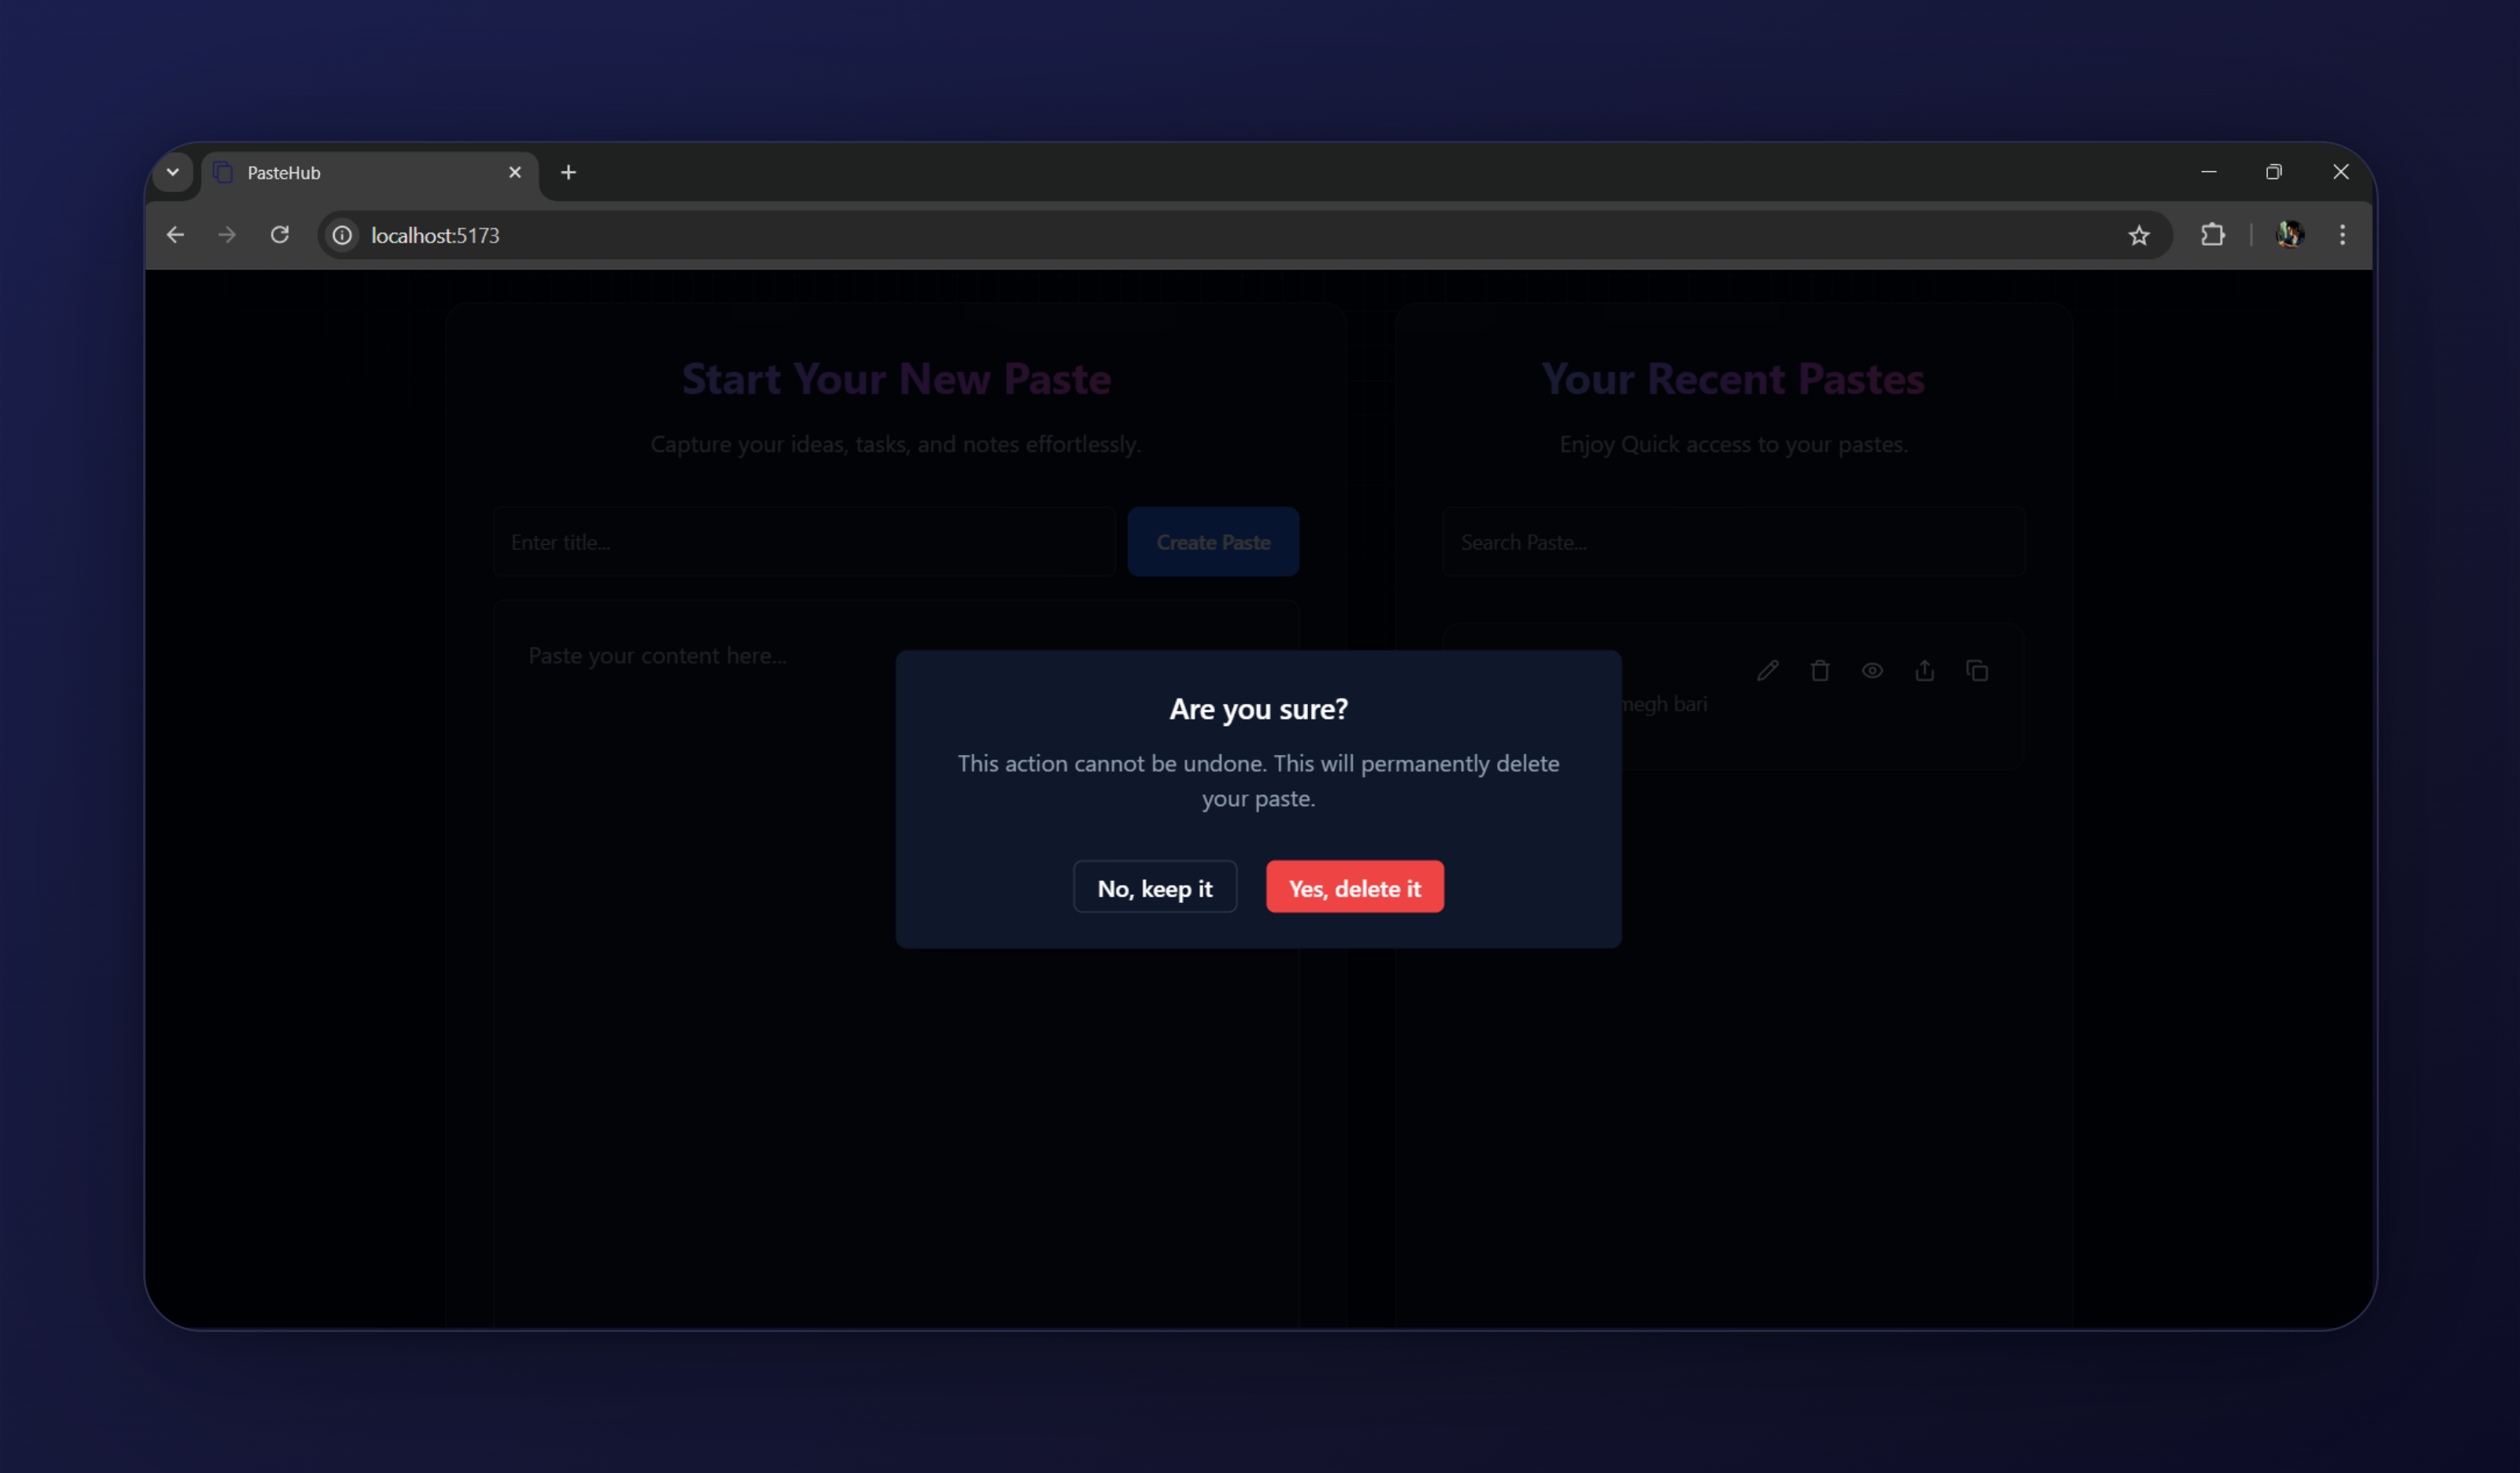 PasteHub
localhost:5173
Start Your New Paste
Capture your ideas, tasks, and notes effortlessly.
Enter title...
Create Paste
Paste your content here...
Your Recent Pastes
Enjoy Quick access to your pastes.
Search Paste...
megh bari
Are you sure?
This action cannot be undone. This will permanently delete
your paste.
No, keep it
Yes, delete it